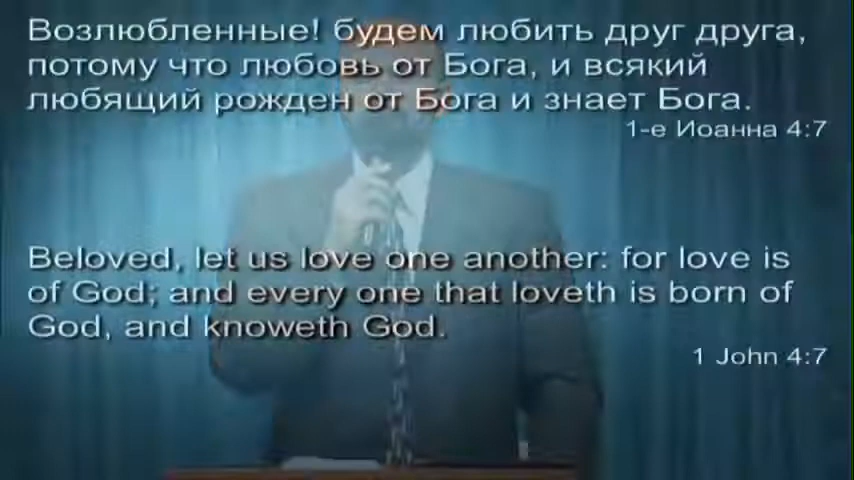 Возлюбленные! будем любить друг друга,
потому что любовь от Бога, и всякий
любящий рожден от Бога и знает Бога.
1-е Иоанна 4:7
Beloved, let us love one another: for love is
of God; and every one that loveth is born of
God, and knoweth God.
1 John 4:7